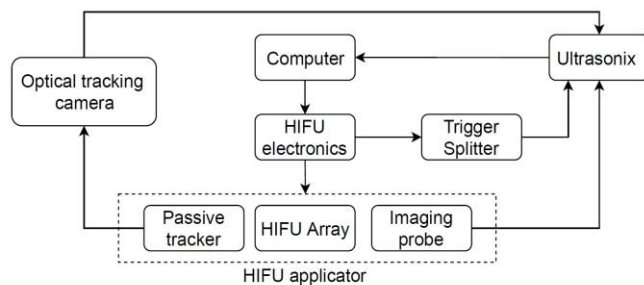 Optical tracking
camera
Computer
Ultrasonix
HIFU
electronics
Trigger
Splitter
Passive
tracker
HIFU Array
Imaging
probe
HIFU applicator